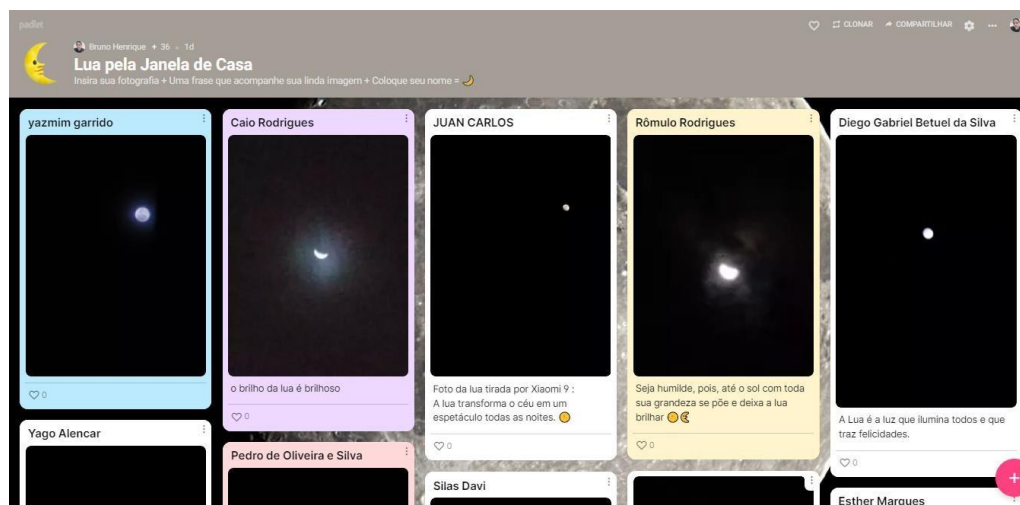 padlet
CLONAR
COMPARTILHAR
Bruno Henrique + 36 • 1d
Lua pela Janela de Casa
Insira sua fotografia + Uma frase que acompanhe sua linda imagem + Coloque seu nome = 🌙
yazmim garrido
0
Yago Alencar
Caio Rodrigues
o brilho da lua é brilhoso
0
Pedro de Oliveira e Silva
JUAN CARLOS
Foto da lua tirada por Xiaomi 9 :
A lua transforma o céu em um
espetáculo todas as noites. 🌕
0
Silas Davi
Rômulo Rodrigues
Seja humilde, pois, até o sol com toda
sua grandeza se põe e deixa a lua
brilhar 🌞🌜
0
Diego Gabriel Betuel da Silva
A Lua é a luz que ilumina todos e que
traz felicidades.
0
Esther Marques